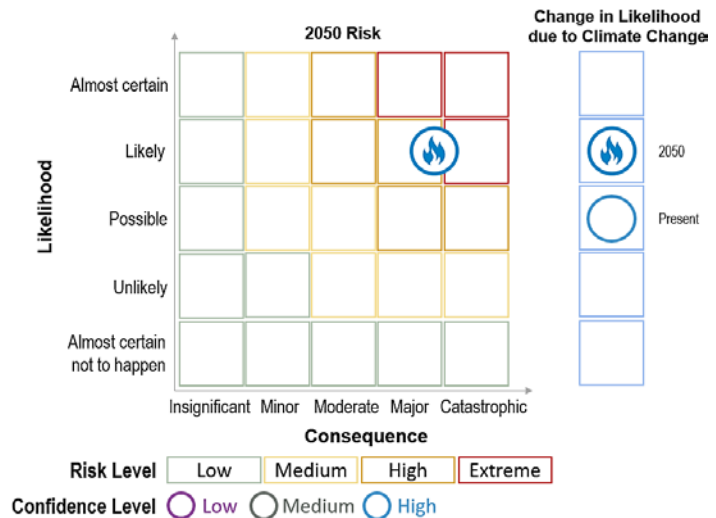 2050 Risk
Change in Likelihood
due to Climate Change
Almost certain
Likely
Possible
Unlikely
Almost certain
not to happen
Likelihood
2050
Present
Insignificant Minor Moderate Major Catastrophic
Consequence
Risk Level Low Medium High Extreme
Confidence Level Low Medium High